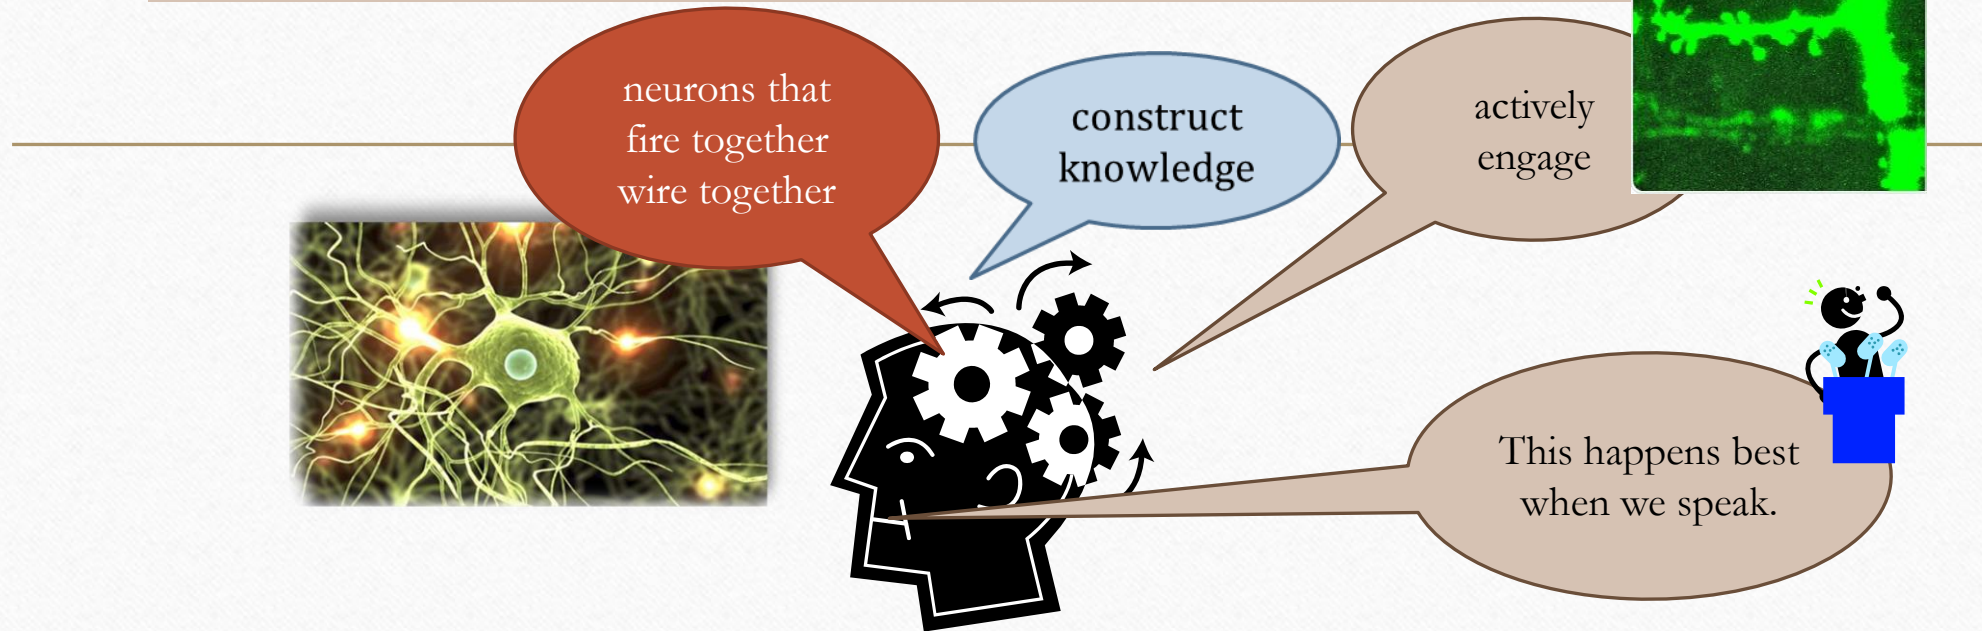 neurons that
fire together
wire together
construct
knowledge
actively
engage
This happens best
when we speak.